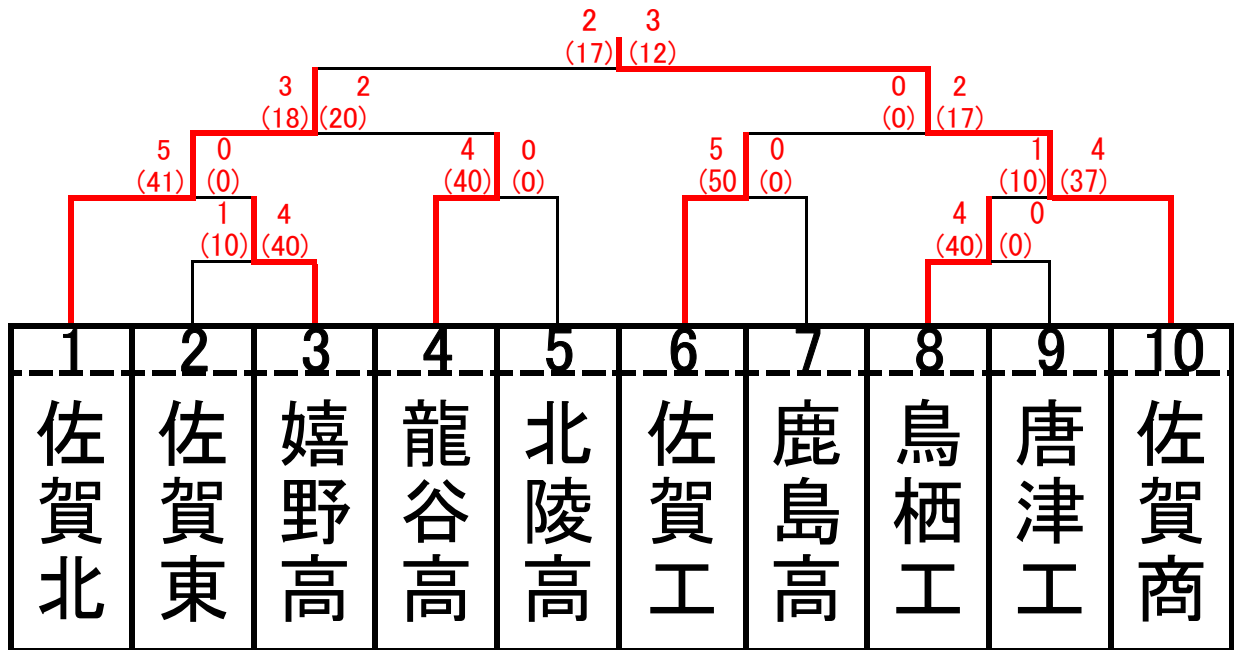 2 3
(17) (12)
3 2 0 2
(18) (20) (0) (17)
5 0 4 0 5 0 1 4
(41) (0) (40) (0) (50 (0) (10) (37)
1 4 4 0
(10) (40) (40) (0)
1 2 3 4 5 6 7 8 9 10
佐賀北
佐賀東
嬉野高
龍谷高
北陵高
佐賀工
鹿島高
鳥栖工
唐津工
佐賀商